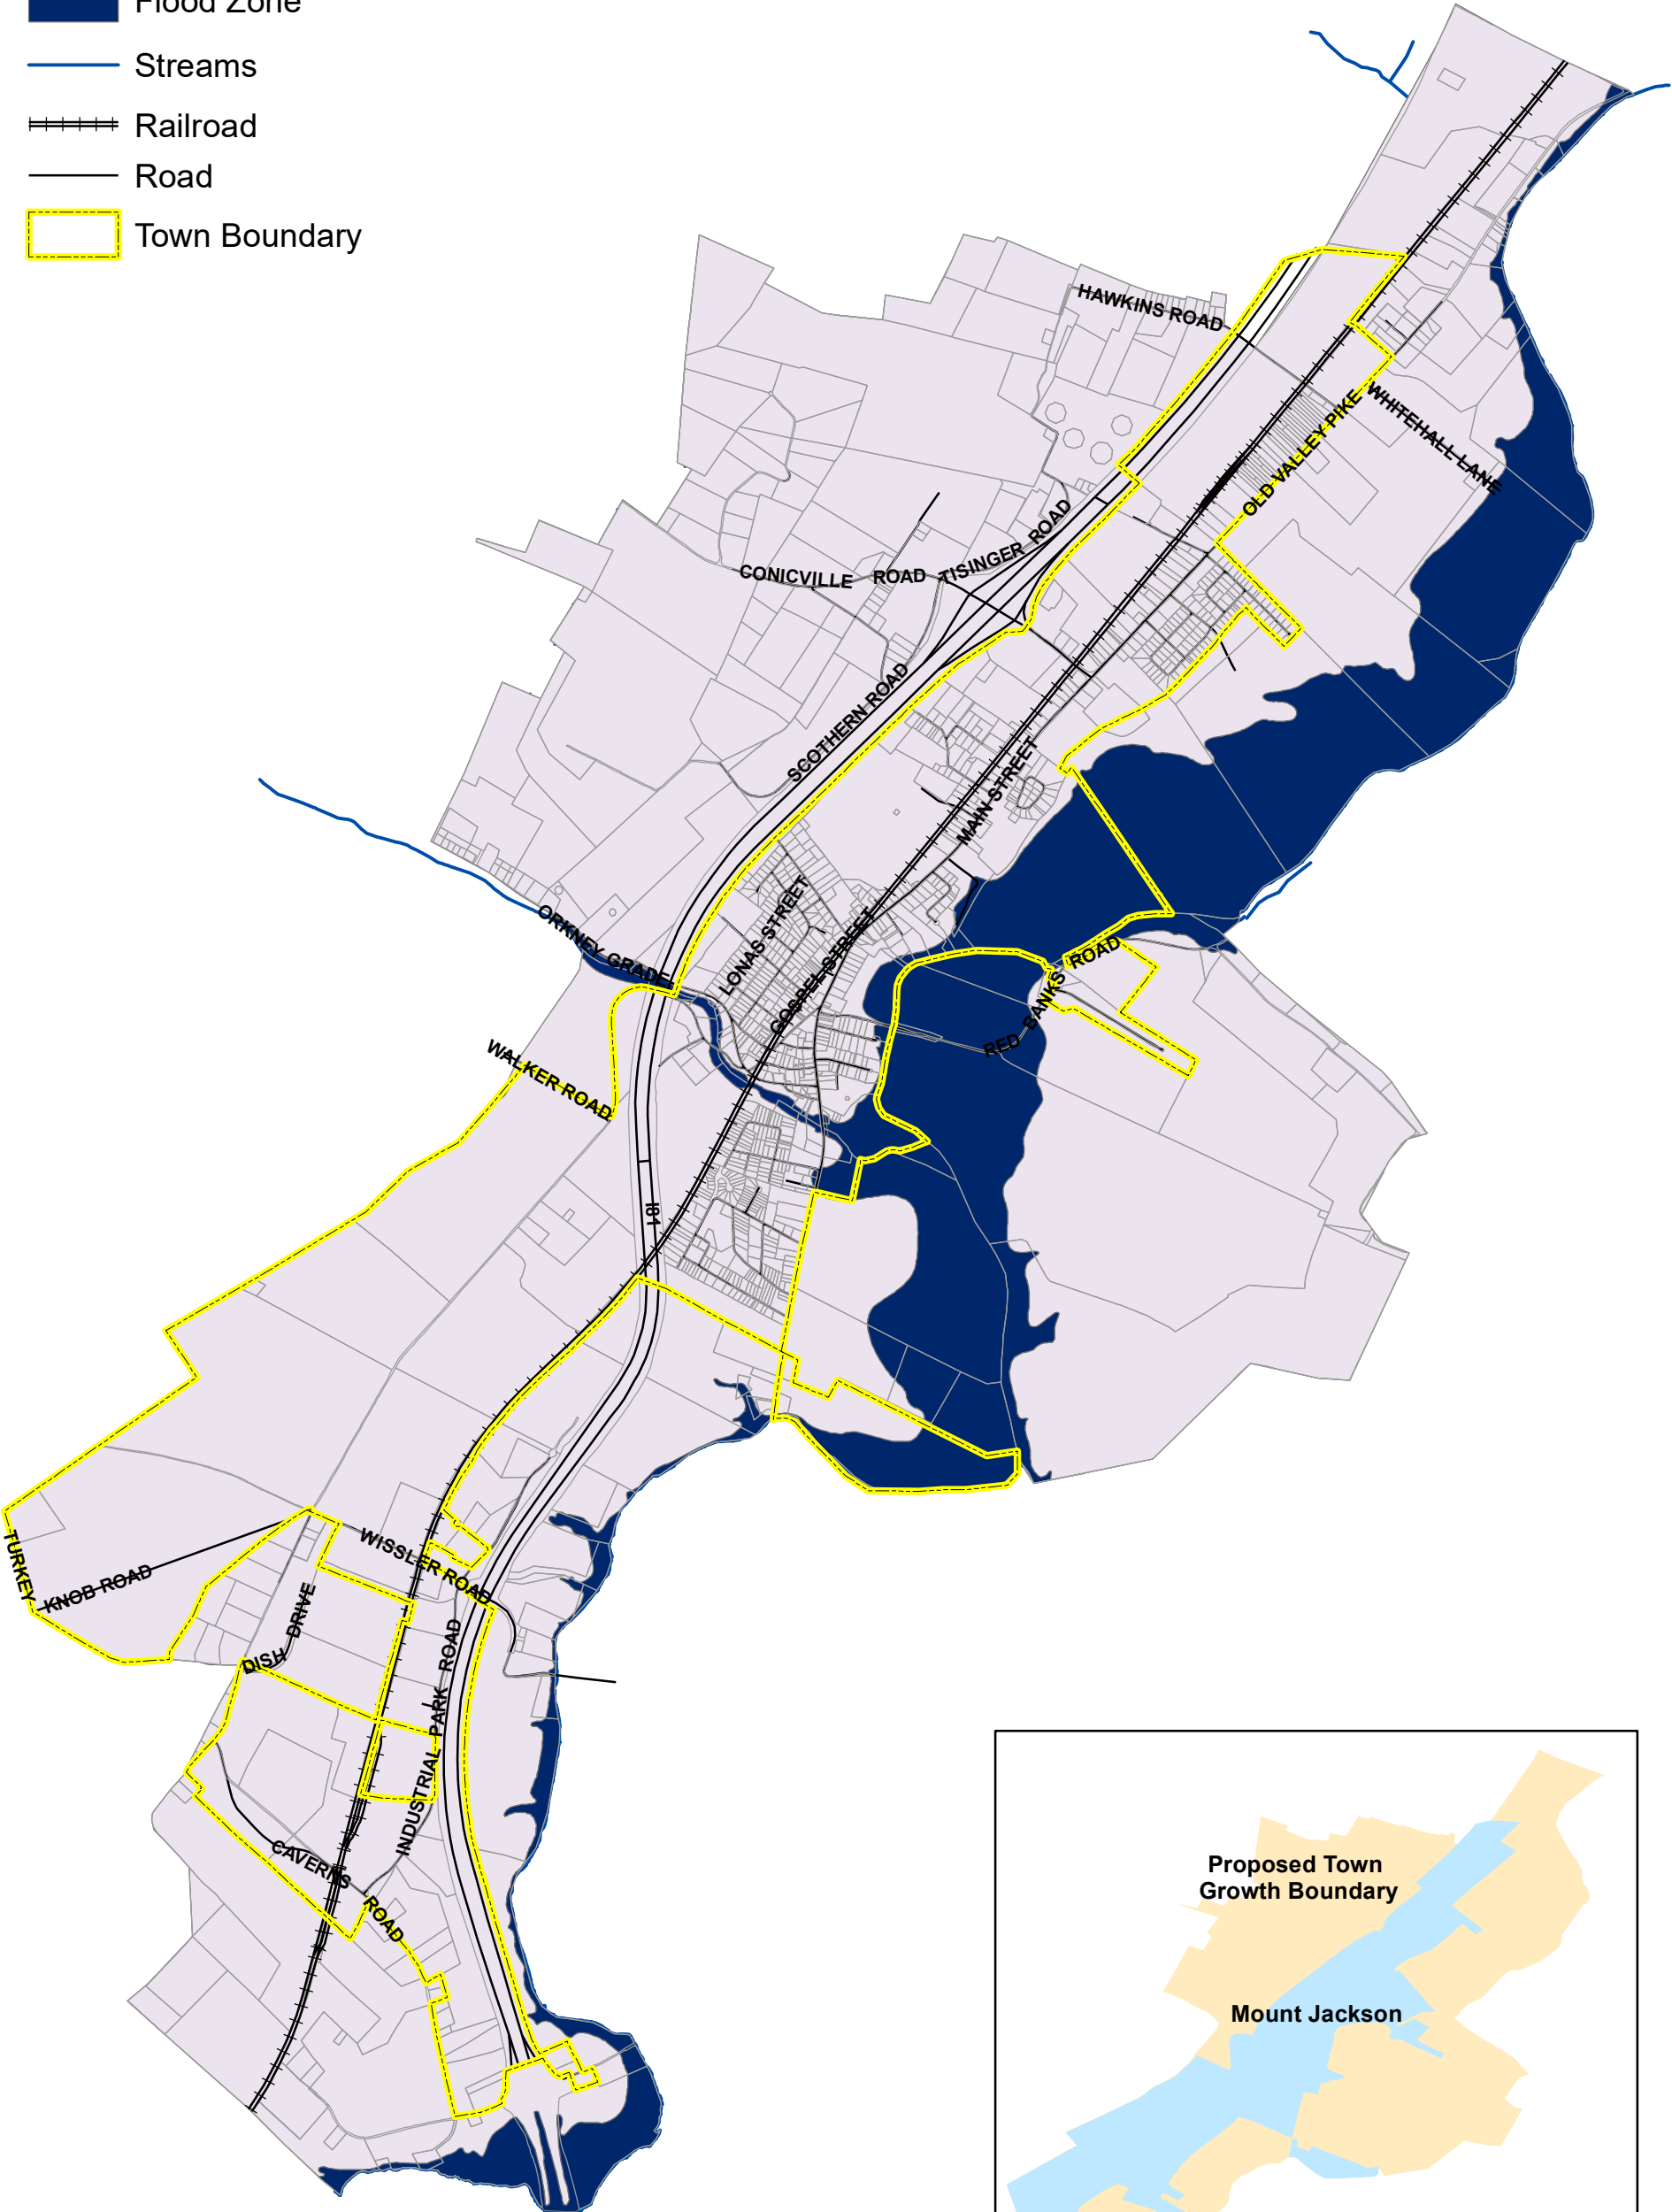 Flood Zone
Streams
Railroad
Road
Town Boundary
HAWKINS ROAD
WHITEHALL LANE
OLD VALLEY PIKE
CONICVILLE ROAD
TISINGER ROAD
SCOTHERN ROAD
MAIN STREET
ORKNEY GRADE
LONAS STREET
GOSPEL STREET
RED BANKS ROAD
WALKER ROAD
I81
TURKEY
KNOB ROAD
WISSLER ROAD
DISH DRIVE
INDUSTRIAL PARK ROAD
CAVERNS ROAD
Proposed Town
Growth Boundary
Mount Jackson